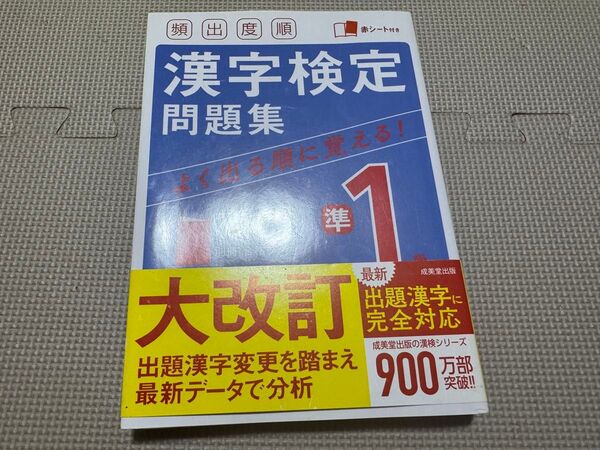 頻出度順
赤シート付き
漢字検定
問題集
よく出る順に覚える!
準1
成美堂出版
大改訂
出題漢字変更を踏まえ
最新データで分析
最新
出題漢字に
完全対応
成美堂出版の漢検シリーズ
900万部
突破!!